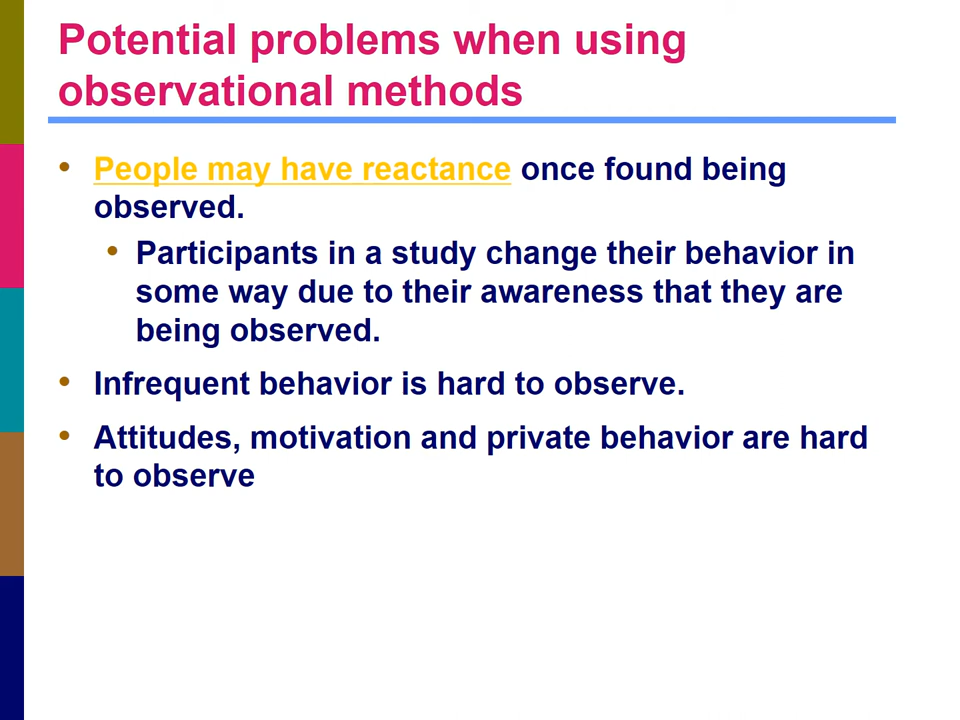 Potential problems when using
observational methods
• People may have reactance once found being
observed.
• Participants in a study change their behavior in
some way due to their awareness that they are
being observed.
• Infrequent behavior is hard to observe.
• Attitudes, motivation and private behavior are hard
to observe